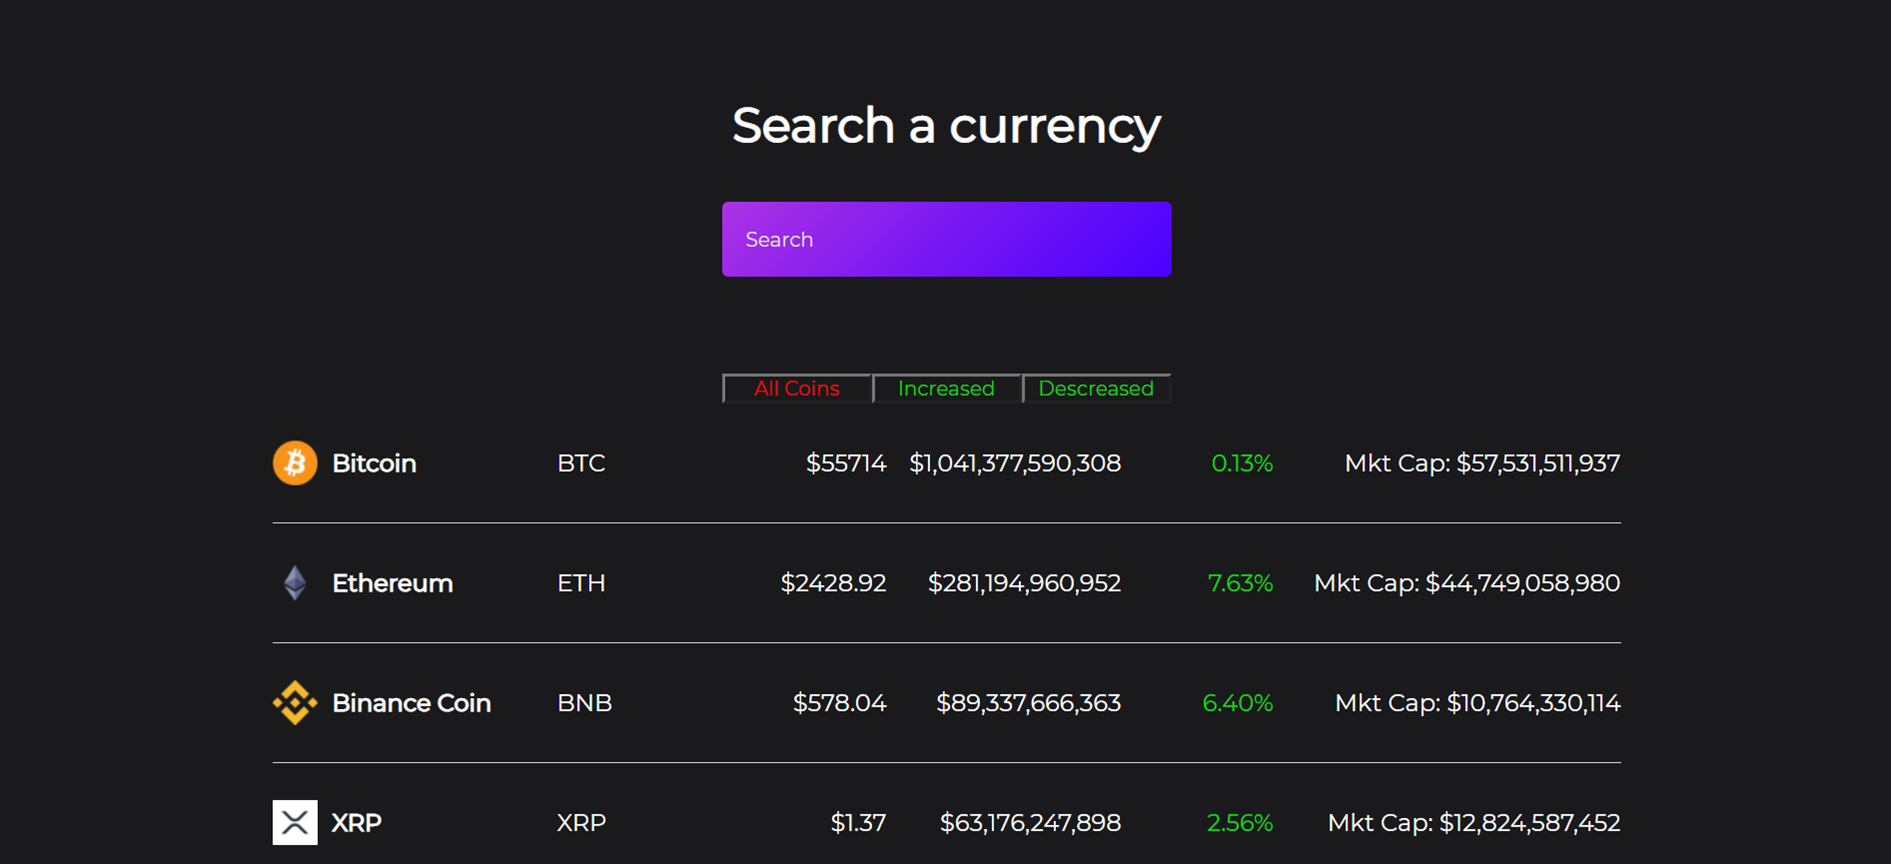 Search a currency
Search
All Coins Increased Descreased
Bitcoin BTC $55714 $1,041,377,590,308 0.13% Mkt Cap: $57,531,511,937
Ethereum ETH $2428.92 $281,194,960,952 7.63% Mkt Cap: $44,749,058,980
Binance Coin BNB $578.04 $89,337,666,363 6.40% Mkt Cap: $10,764,330,114
XRP XRP $1.37 $63,176,247,898 2.56% Mkt Cap: $12,824,587,452